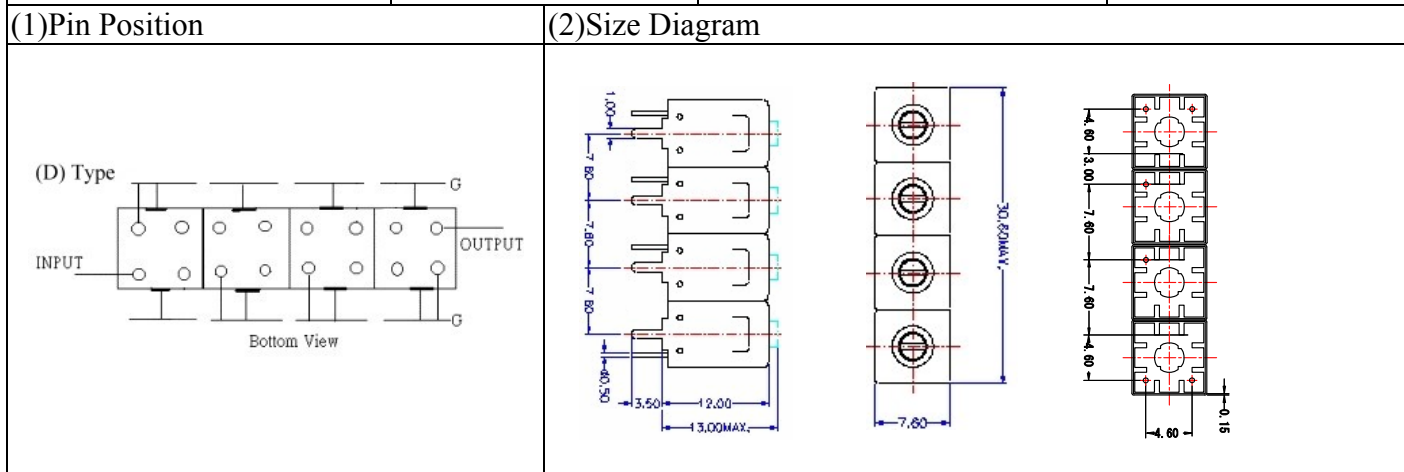 (1)Pin Position
(2)Size Diagram
(D) Type
G
OUTPUT
INPUT
G
Bottom View
1.00
7.60
7.60
7.60
Φ0.50
3.50
12.00
13.00MAX.
30.60MAX.
7.60
4.60
3.00
7.60
7.60
4.60
4.60
0.15